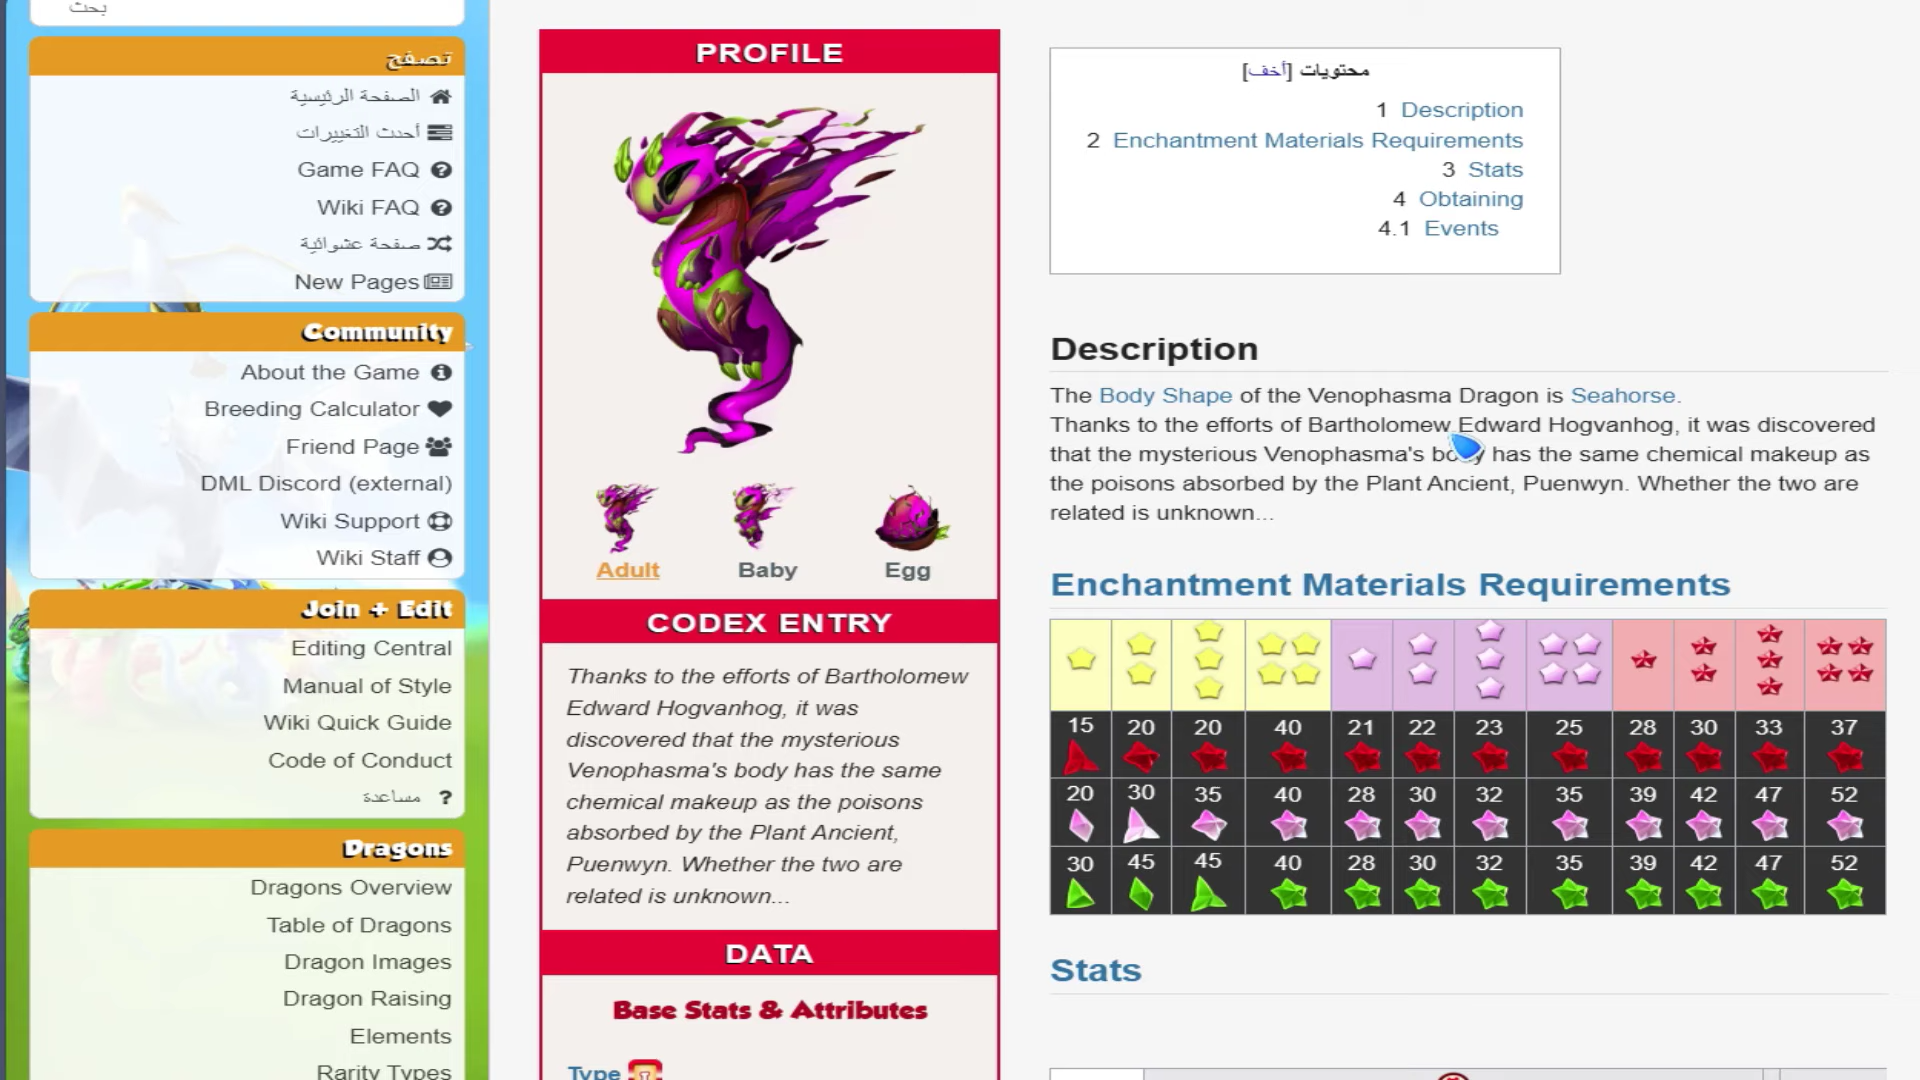 بحث
تصفح
الصفحة الرئيسية
أحدث التغييرات
Game FAQ
Wiki FAQ
صفحة عشوائية
New Pages
Community
About the Game
Breeding Calculator
Friend Page
DML Discord (external)
Wiki Support
Wiki Staff
Join + Edit
Editing Central
Manual of Style
Wiki Quick Guide
Code of Conduct
مساعدة
Dragons
Dragons Overview
Table of Dragons
Dragon Images
Dragon Raising
Elements
Rarity Types
PROFILE
Adult Baby Egg
CODEX ENTRY
Thanks to the efforts of Bartholomew
Edward Hogvanhog, it was
discovered that the mysterious
Venophasma's body has the same
chemical makeup as the poisons
absorbed by the Plant Ancient,
Puenwyn. Whether the two are
related is unknown...
DATA
Base Stats & Attributes
Type
محتويات [أخف]
1 Description
2 Enchantment Materials Requirements
3 Stats
4 Obtaining
4.1 Events
Description
The Body Shape of the Venophasma Dragon is Seahorse.
Thanks to the efforts of Bartholomew Edward Hogvanhog, it was discovered
that the mysterious Venophasma's body has the same chemical makeup as
the poisons absorbed by the Plant Ancient, Puenwyn. Whether the two are
related is unknown...
Enchantment Materials Requirements
15 20 20 40 21 22 23 25 28 30 33 37
20 30 35 40 28 30 32 35 39 42 47 52
30 45 45 40 28 30 32 35 39 42 47 52
Stats